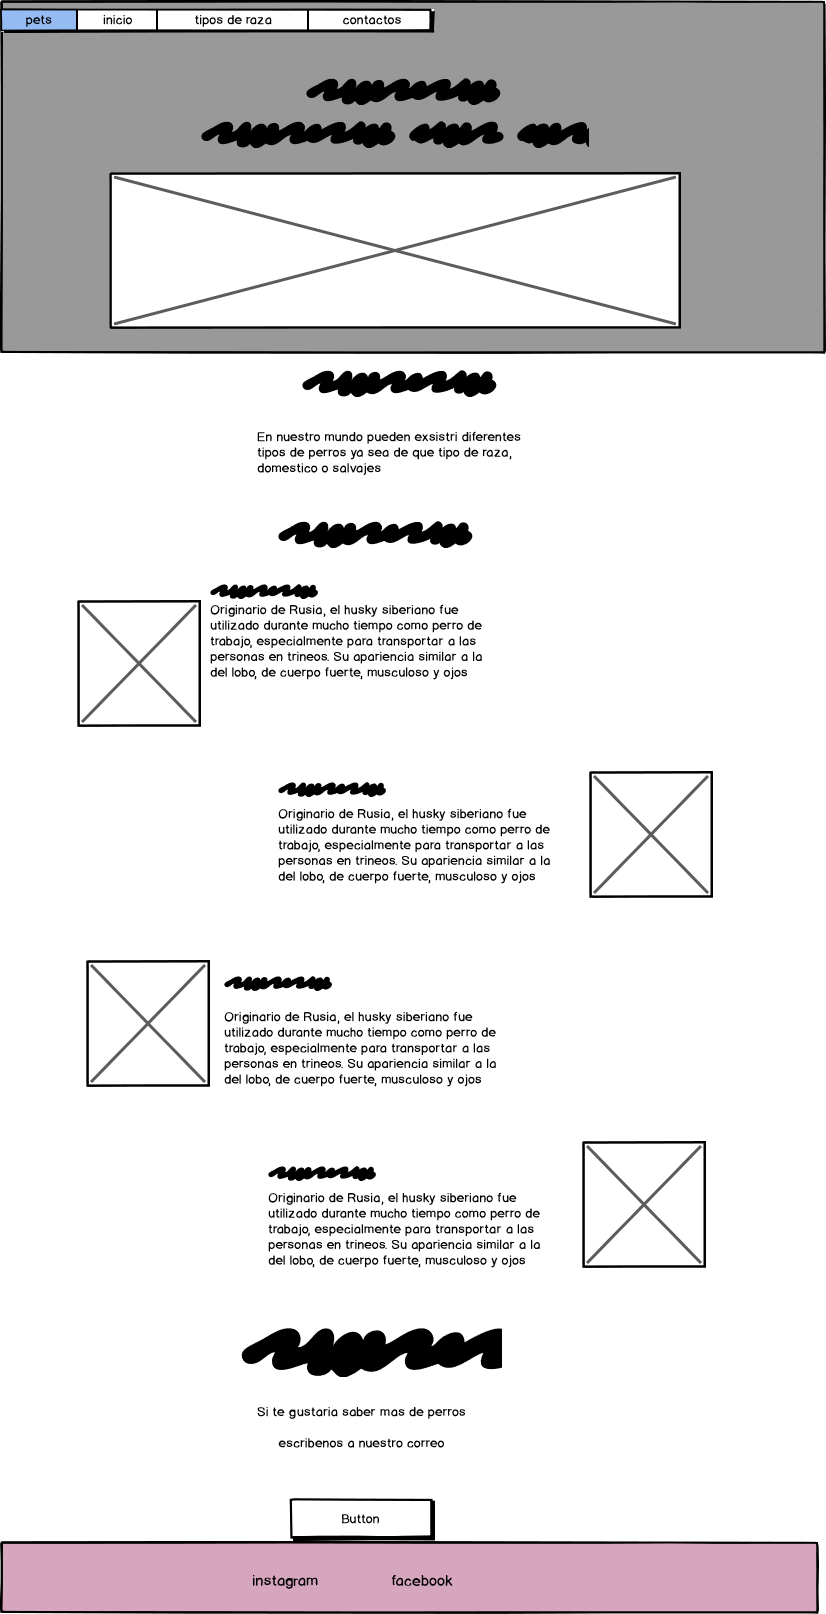 pets inicio tipos de raza contactos
En nuestro mundo pueden exsistri diferentes
tipos de perros ya sea de que tipo de raza,
domestico o salvajes
Originario de Rusia, el husky siberiano fue
utilizado durante mucho tiempo como perro de
trabajo, especialmente para transportar a las
personas en trineos. Su apariencia similar a la
del lobo, de cuerpo fuerte, musculoso y ojos
Originario de Rusia, el husky siberiano fue
utilizado durante mucho tiempo como perro de
trabajo, especialmente para transportar a las
personas en trineos. Su apariencia similar a la
del lobo, de cuerpo fuerte, musculoso y ojos
Originario de Rusia, el husky siberiano fue
utilizado durante mucho tiempo como perro de
trabajo, especialmente para transportar a las
personas en trineos. Su apariencia similar a la
del lobo, de cuerpo fuerte, musculoso y ojos
Originario de Rusia, el husky siberiano fue
utilizado durante mucho tiempo como perro de
trabajo, especialmente para transportar a las
personas en trineos. Su apariencia similar a la
del lobo, de cuerpo fuerte, musculoso y ojos
Si te gustaria saber mas de perros
escribenos a nuestro correo
Button
instagram facebook